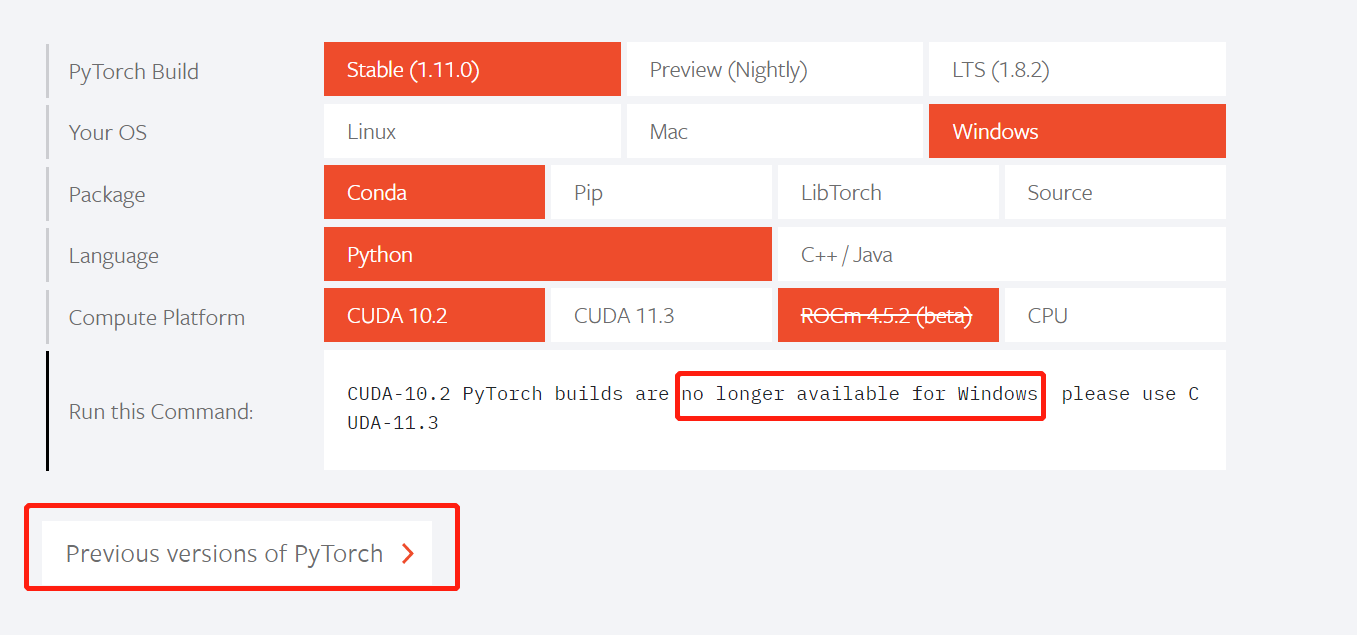 PyTorch Build
Stable (1.11.0)
Preview (Nightly)
LTS (1.8.2)
Your OS
Linux
Mac
Windows
Package
Conda
Pip
LibTorch
Source
Language
Python
C++ / Java
Compute Platform
CUDA 10.2
CUDA 11.3
ROCm 4.5.2 (beta)
CPU
Run this Command:
CUDA-10.2 PyTorch builds are no longer available for Windows please use C
UDA-11.3
Previous versions of PyTorch